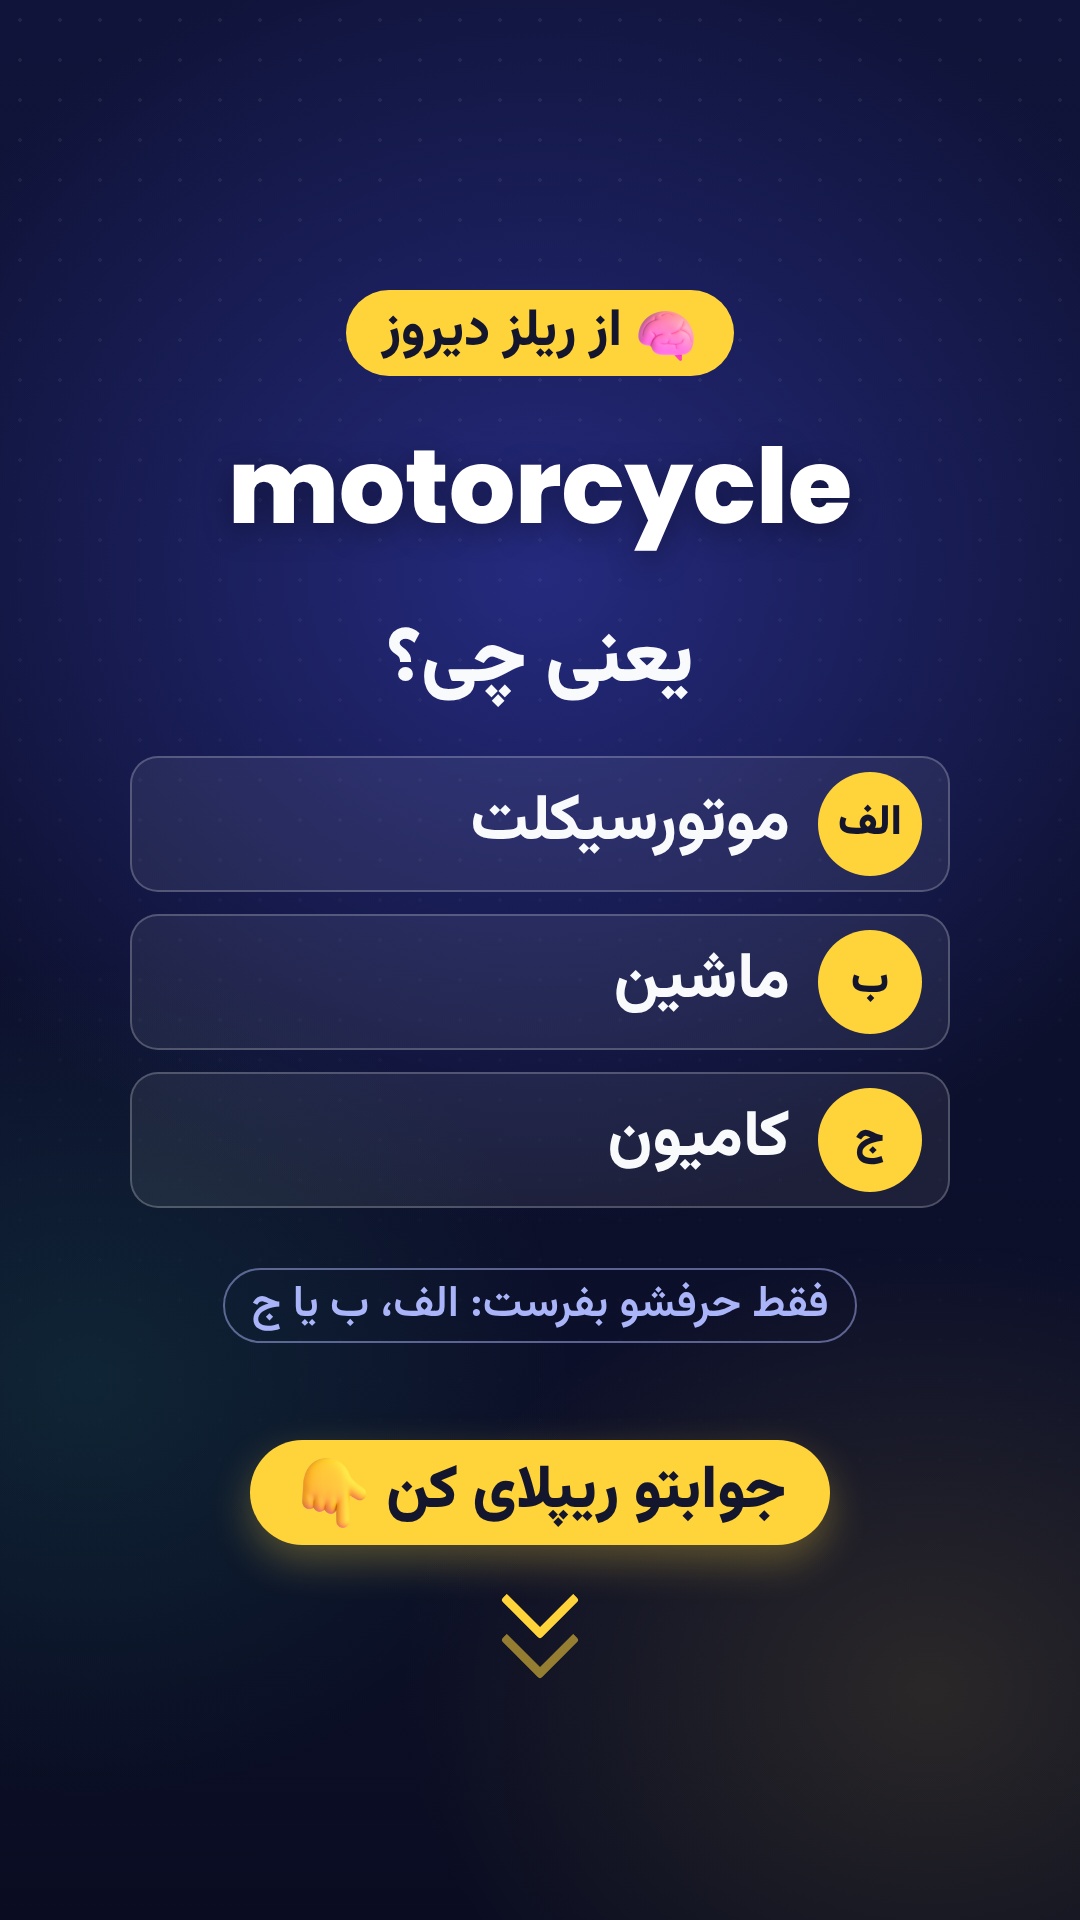 🧠 از ریلز دیروز
motorcycle
یعنی چی؟
الف موتورسیکلت
ب ماشین
ج کامیون
فقط حرفشو بفرست: الف، ب یا ج
جوابتو ریپلای کن 👇